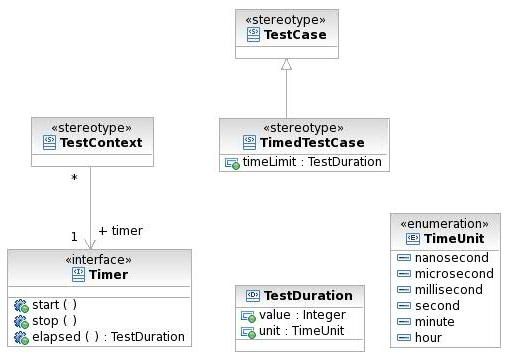 «stereotype»
TestCase
«stereotype»
TestContext
*
1
+ timer
«interface»
Timer
start ( )
stop ( )
elapsed ( ) : TestDuration
«stereotype»
TimedTestCase
timeLimit : TestDuration
TestDuration
value : Integer
unit : TimeUnit
«enumeration»
TimeUnit
nanosecond
microsecond
millisecond
second
minute
hour